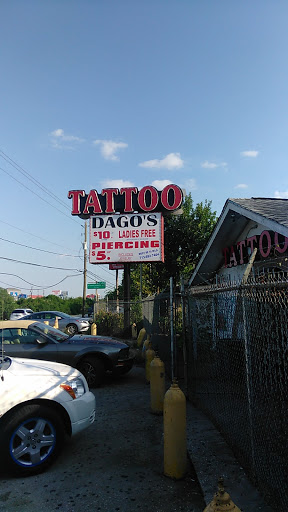 TATTOO
DAGO'S
$10. LADIES FREE
PIERCING
$5.
TATTOO